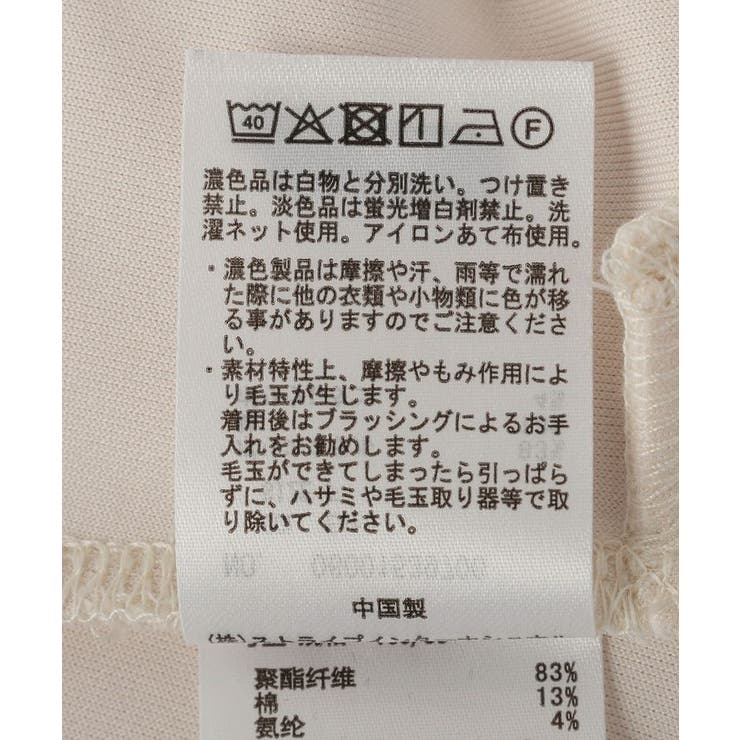 40
F
濃色品は白物と分別洗い。つけ置き
禁止。淡色品は蛍光増白剤禁止。洗
濯ネット使用。アイロンあて布使用。
・濃色製品は摩擦や汗、雨等で濡れ
た際に他の衣類や小物類に色が移
る事がありますのでご注意くださ
い。
・素材特性上、摩擦やもみ作用によ
り毛玉が生じます。
着用後はブラッシングによるお手
入れをお勧めします。
毛玉ができてしまったら引っぱら
ずに、ハサミや毛玉取り器等で取
り除いてください。
中国製
聚酯纤维 83%
棉 13%
氨纶 4%